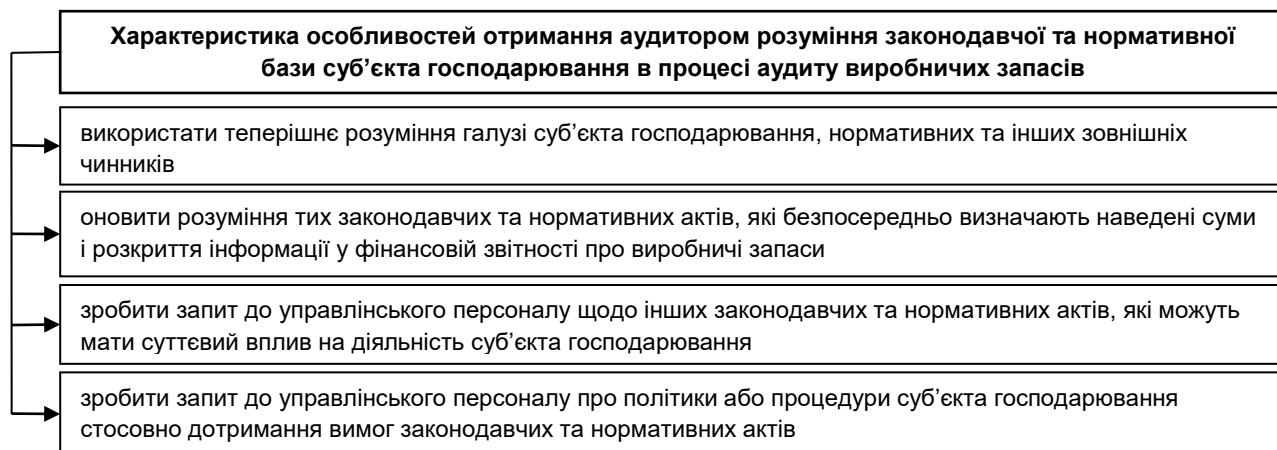 Характеристика особливостей отримання аудитором розуміння законодавчої та нормативної
бази суб’єкта господарювання в процесі аудиту виробничих запасів
використати теперішнє розуміння галузі суб’єкта господарювання, нормативних та інших зовнішніх
чинників
оновити розуміння тих законодавчих та нормативних актів, які безпосередньо визначають наведені суми
і розкриття інформації у фінансовій звітності про виробничі запаси
зробити запит до управлінського персоналу щодо інших законодавчих та нормативних актів, які можуть
мати суттєвий вплив на діяльність суб’єкта господарювання
зробити запит до управлінського персоналу про політики або процедури суб’єкта господарювання
стосовно дотримання вимог законодавчих та нормативних актів